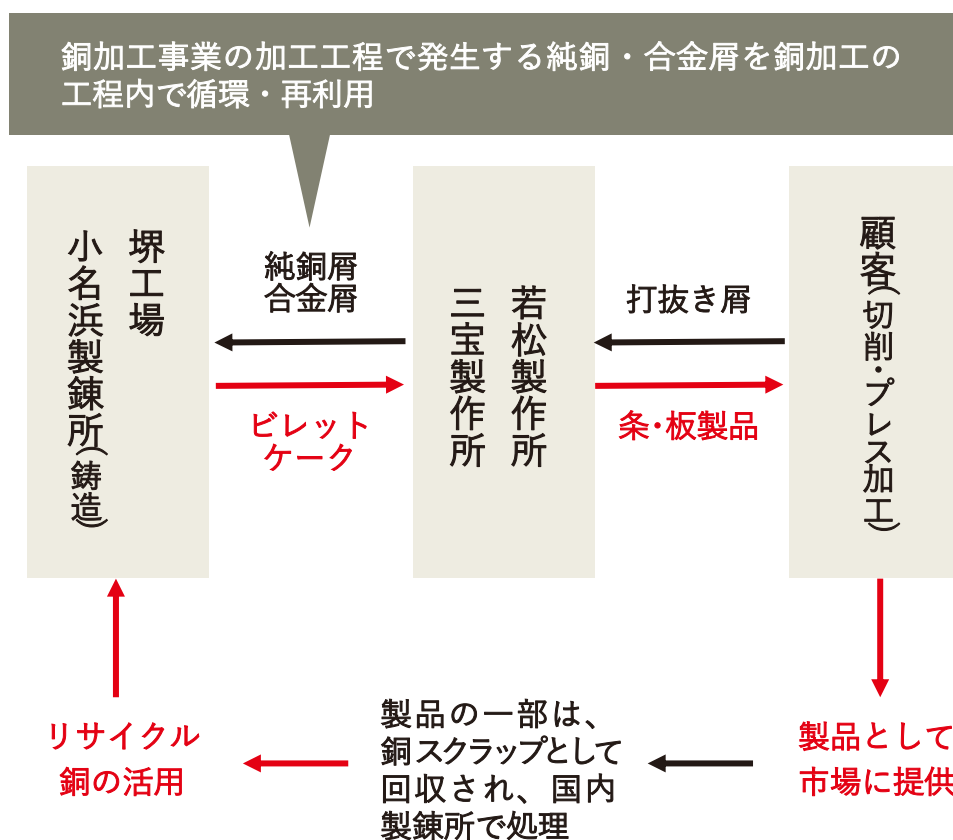 銅加工事業の加工工程で発生する純銅・合金屑を銅加工の
工程内で循環・再利用
堺工場
小名浜製錬所(鋳造)
純銅屑
合金屑
ビレット
ケーク
若松製作所
三宝製作所
打抜き屑
条・板製品
顧客(切削・プレス加工)
製品として
市場に提供
製品の一部は、
銅スクラップとして
回収され、国内
製錬所で処理
リサイクル
銅の活用